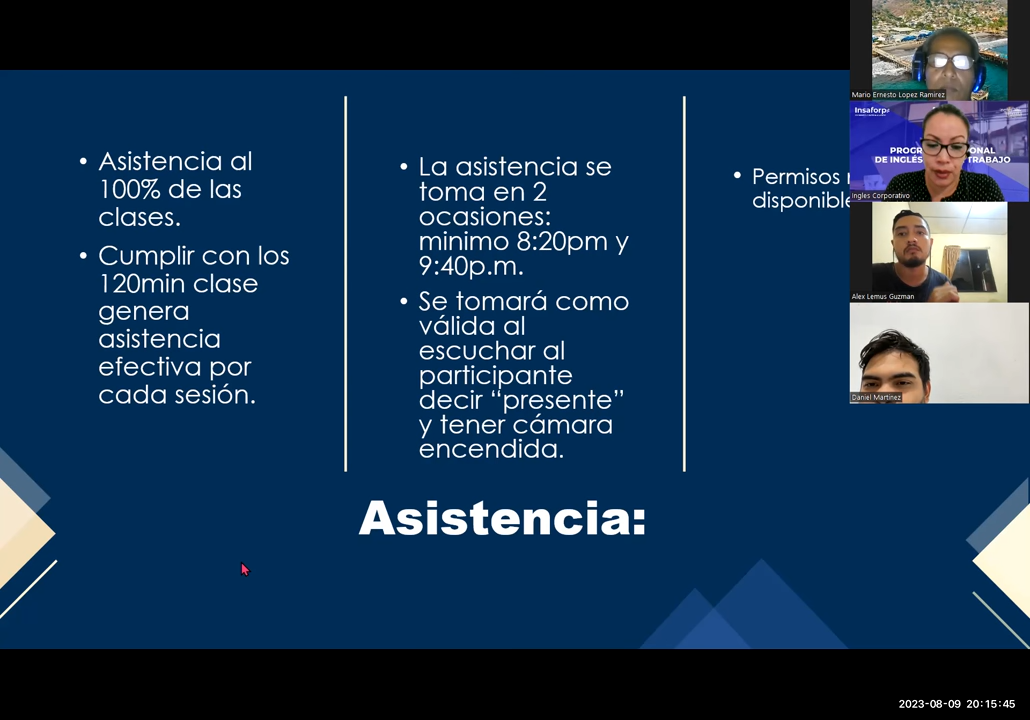 • Asistencia al
100% de las
clases.
• Cumplir con los
120min clase
genera
asistencia
efectiva por
cada sesión.
• La asistencia se
toma en 2
ocasiones:
minimo 8:20pm y
9:40p.m.
• Se tomará como
válida al
escuchar al
participante
decir “presente”
y tener cámara
encendida.
• Permisos
Asistencia:
Mario Ernesto Lopez Ramirez
Insaforp
PROGR ONAL
DE INGLÉS TRABAJO
Ingles Corporativo
Alex Lemus Guzman
Daniel Martinez
2023-08-09 20:15:45